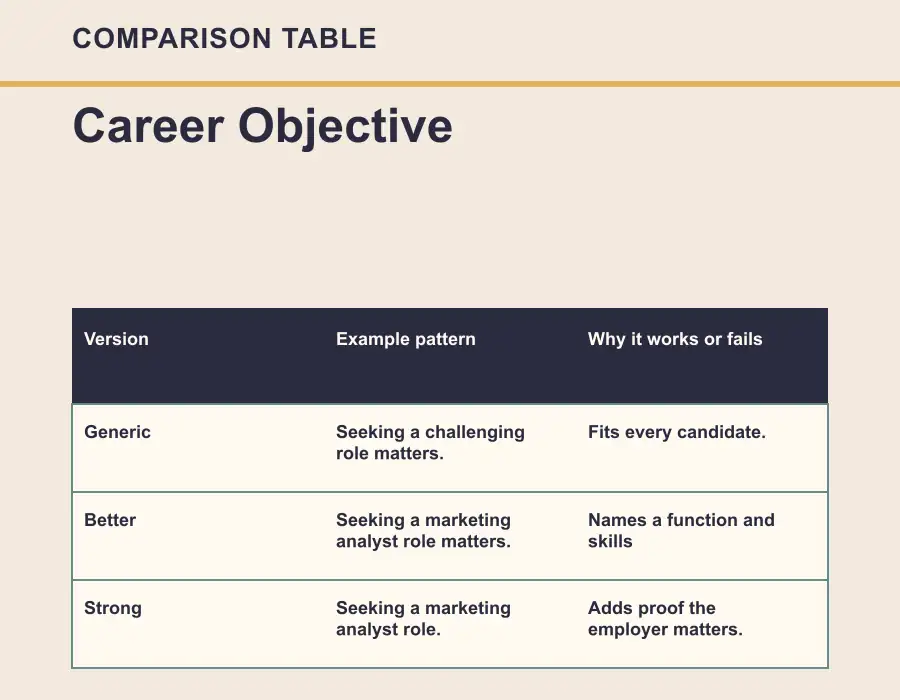 COMPARISON TABLE
Career Objective
Version Example pattern Why it works or fails
Generic Seeking a challenging Fits every candidate.
role matters.
Better Seeking a marketing Names a function and
analyst role matters. skills
Strong Seeking a marketing Adds proof the
analyst role. employer matters.